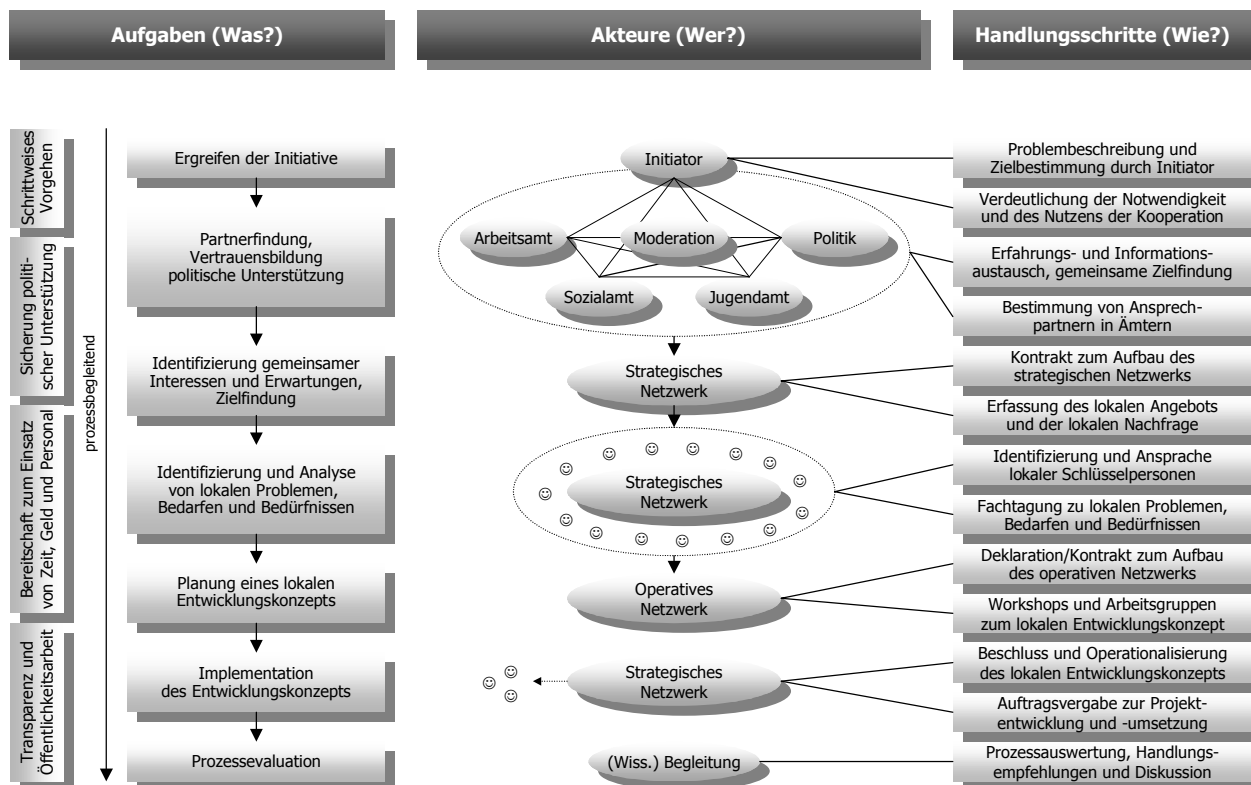 Aufgaben (Was?)
Akteure (Wer?)
Handlungsschritte (Wie?)
Schrittweises
Vorgehen
Sicherung politi-
scher Unterstützung
Bereitschaft zum Einsatz
von Zeit, Geld und Personal
Transparenz und
Öffentlichkeitsarbeit
prozessbegleitend
Ergreifen der Initiative
Partnerfindung,
Vertrauensbildung
politische Unterstützung
Identifizierung gemeinsamer
Interessen und Erwartungen,
Zielfindung
Identifizierung und Analyse
von lokalen Problemen,
Bedarfen und Bedürfnissen
Planung eines lokalen
Entwicklungskonzepts
Implementation
des Entwicklungskonzepts
Prozessevaluation
Initiator
Arbeitsamt
Moderation
Politik
Sozialamt
Jugendamt
Strategisches
Netzwerk
Strategisches
Netzwerk
Operatives
Netzwerk
Strategisches
Netzwerk
(Wiss.) Begleitung
Problembeschreibung und
Zielbestimmung durch Initiator
Verdeutlichung der Notwendigkeit
und des Nutzens der Kooperation
Erfahrungs- und Informations-
austausch, gemeinsame Zielfindung
Bestimmung von Ansprech-
partnern in Ämtern
Kontrakt zum Aufbau des
strategischen Netzwerks
Erfassung des lokalen Angebots
und der lokalen Nachfrage
Identifizierung und Ansprache
lokaler Schlüsselpersonen
Fachtagung zu lokalen Problemen,
Bedarfen und Bedürfnissen
Deklaration/Kontrakt zum Aufbau
des operativen Netzwerks
Workshops und Arbeitsgruppen
zum lokalen Entwicklungskonzept
Beschluss und Operationalisierung
des lokalen Entwicklungskonzepts
Auftragsvergabe zur Projekt-
entwicklung und -umsetzung
Prozessauswertung, Handlungs-
empfehlungen und Diskussion